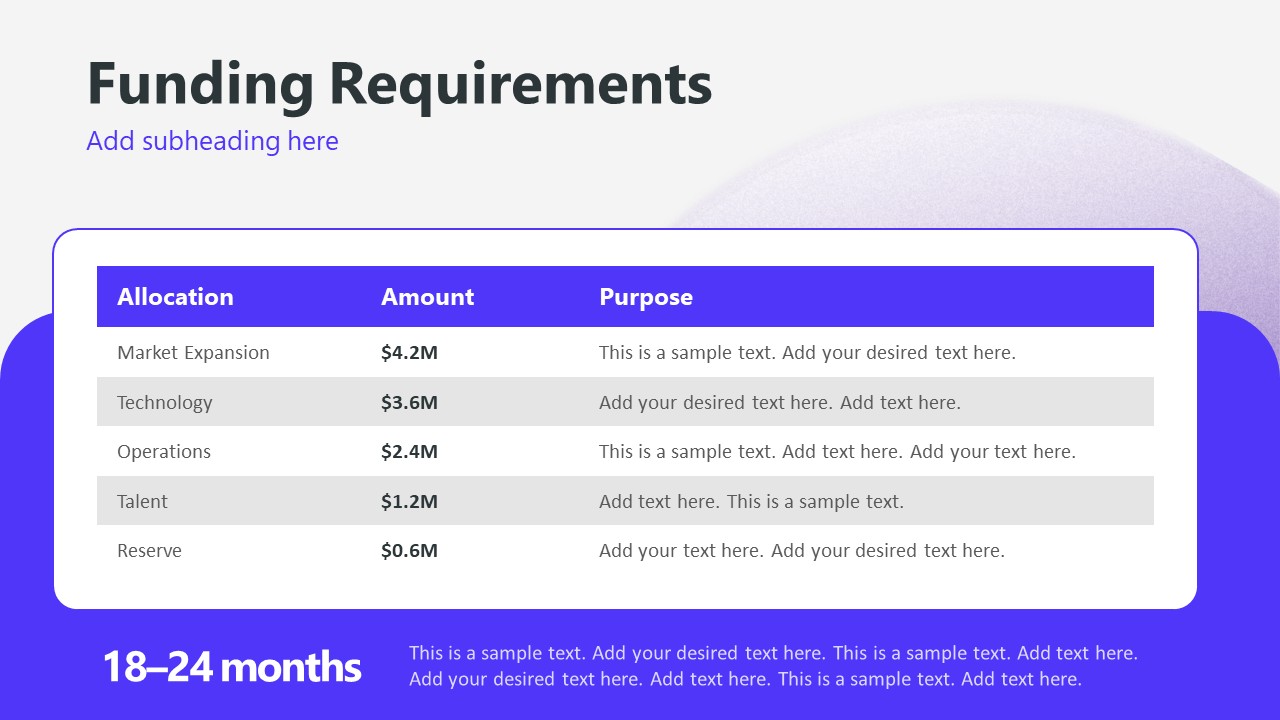 Funding Requirements
Add subheading here
Allocation Amount Purpose
Market Expansion $4.2M This is a sample text. Add your desired text here.
Technology $3.6M Add your desired text here. Add text here.
Operations $2.4M This is a sample text. Add text here. Add your text here.
Talent $1.2M Add text here. This is a sample text.
Reserve $0.6M Add your text here. Add your desired text here.
18–24 months
This is a sample text. Add your desired text here. This is a sample text. Add text here.
Add your desired text here. Add text here. This is a sample text. Add text here.